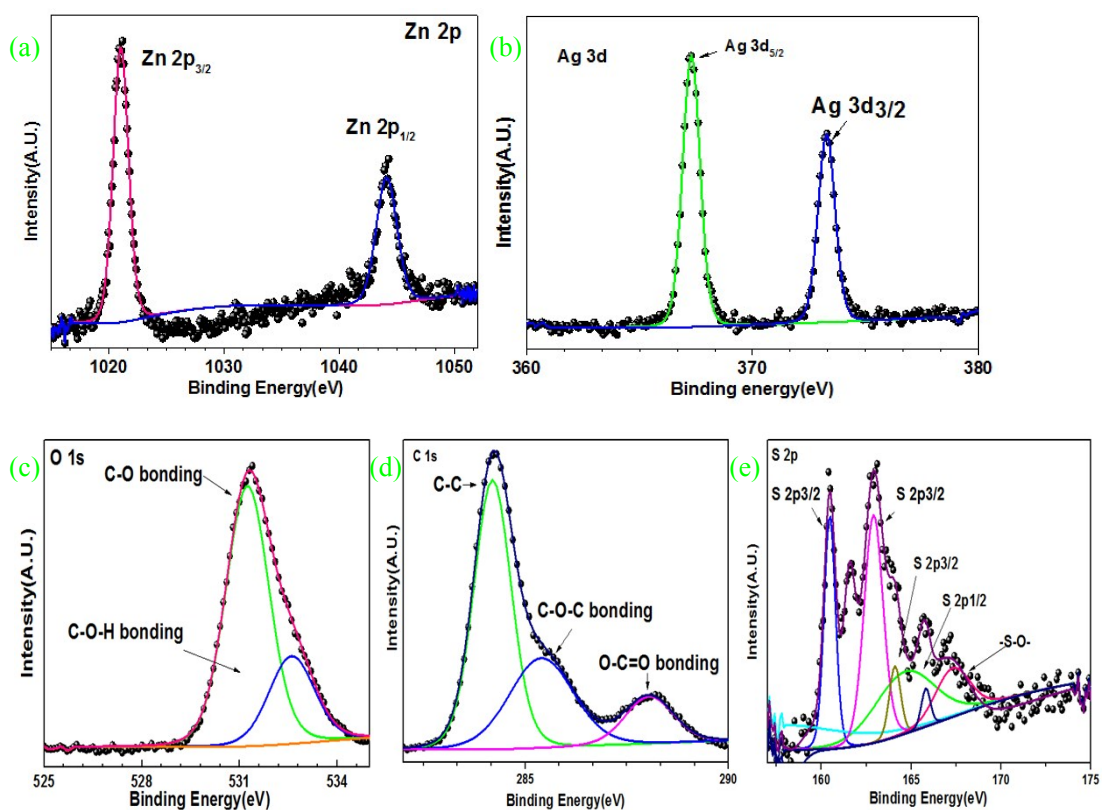 (a)
Zn 2p
Zn 2p3/2
Zn 2p1/2
Intensity(A.U.)
1020 1030 1040 1050
Binding Energy(eV)
(b)
Ag 3d
Ag 3d5/2
Ag 3d3/2
Intensity(A.U.)
360 370 380
Binding energy(eV)
(c)
O 1s
C-O bonding
C-O-H bonding
Intensity(A.U.)
525 528 531 534
Binding Energy(eV)
(d)
C 1s
C-C
C-O-C bonding
O-C=O bonding
Intensity(A.U.)
285 290
Binding Energy(eV)
(e)
S 2p
S 2p3/2
S 2p3/2
S 2p3/2
S 2p1/2
-S-O-
Intensity(A.U.)
160 165 170 175
Binding Energy(eV)